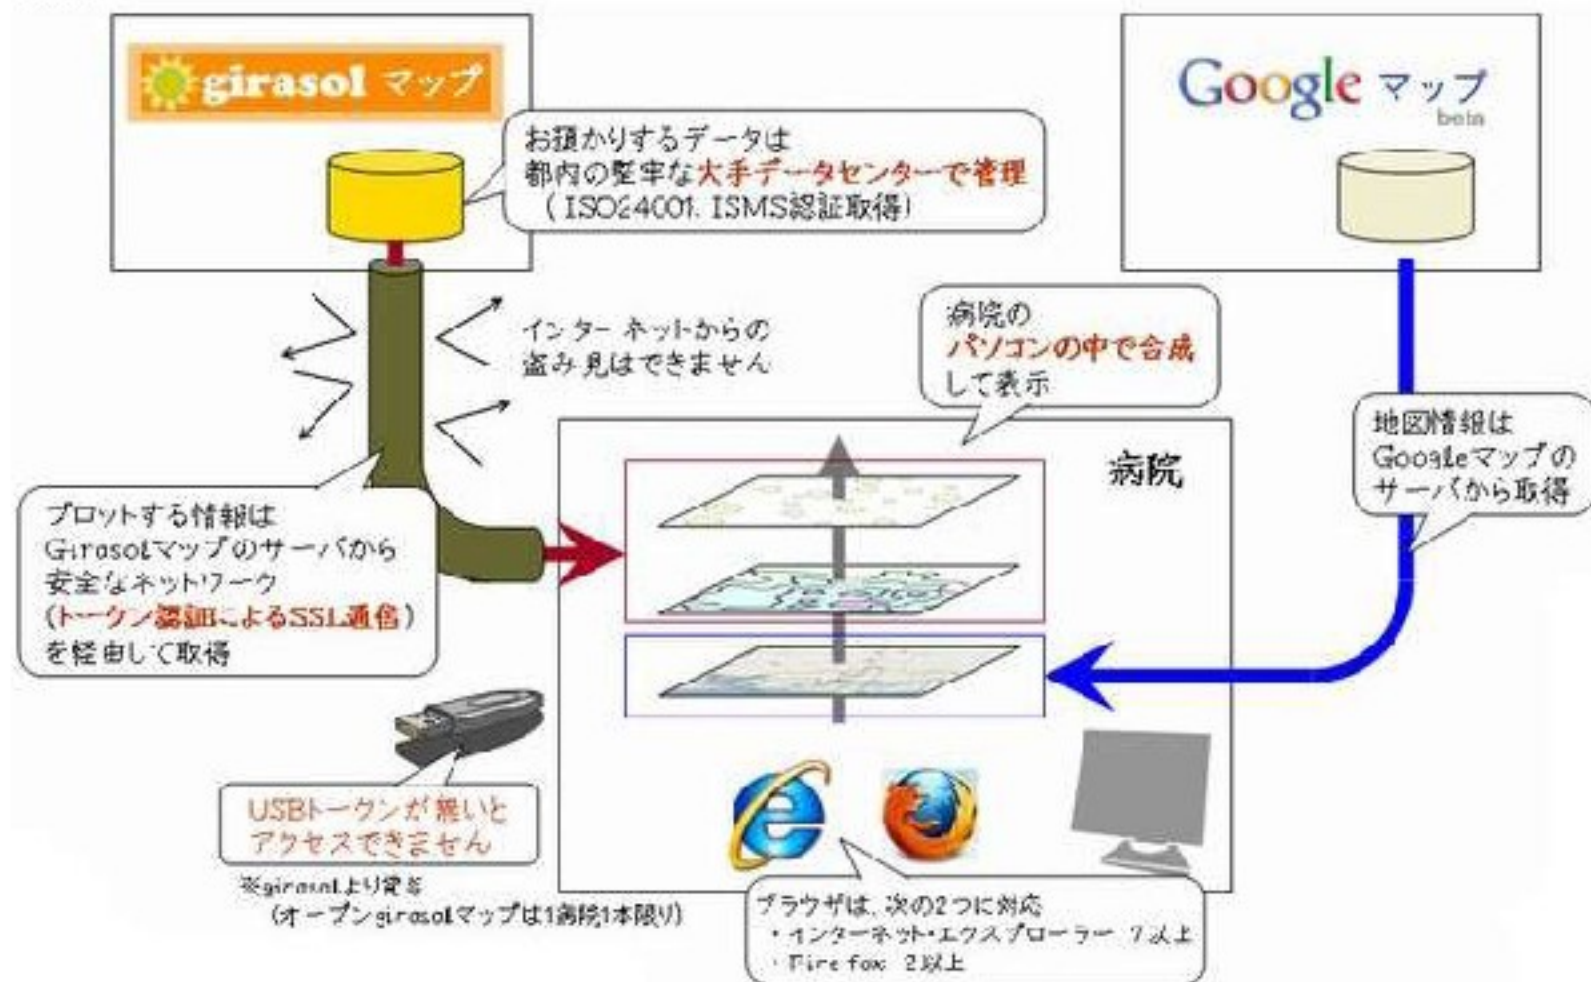 girasol マップ
Google マップ
beta
お預かりするデータは
都内の堅牢な大手データセンターで管理
(ISO24001、ISMS認証取得)
インターネットからの
盗み見はできません
病院の
パソコンの中で合成
して表示
病院
地図情報は
Googleマップの
サーバから取得
プロットする情報は
Girasolマップのサーバから
安全なネットワーク
(トークン認証によるSSL通信)
を経由して取得
USBトークンが無いと
アクセスできません
※girasolより貸与
(オープンgirasolマップは1病院1本限り)
ブラウザは、次の2つに対応
・インターネット・エクスプローラー 7以上
・Firefox 2以上